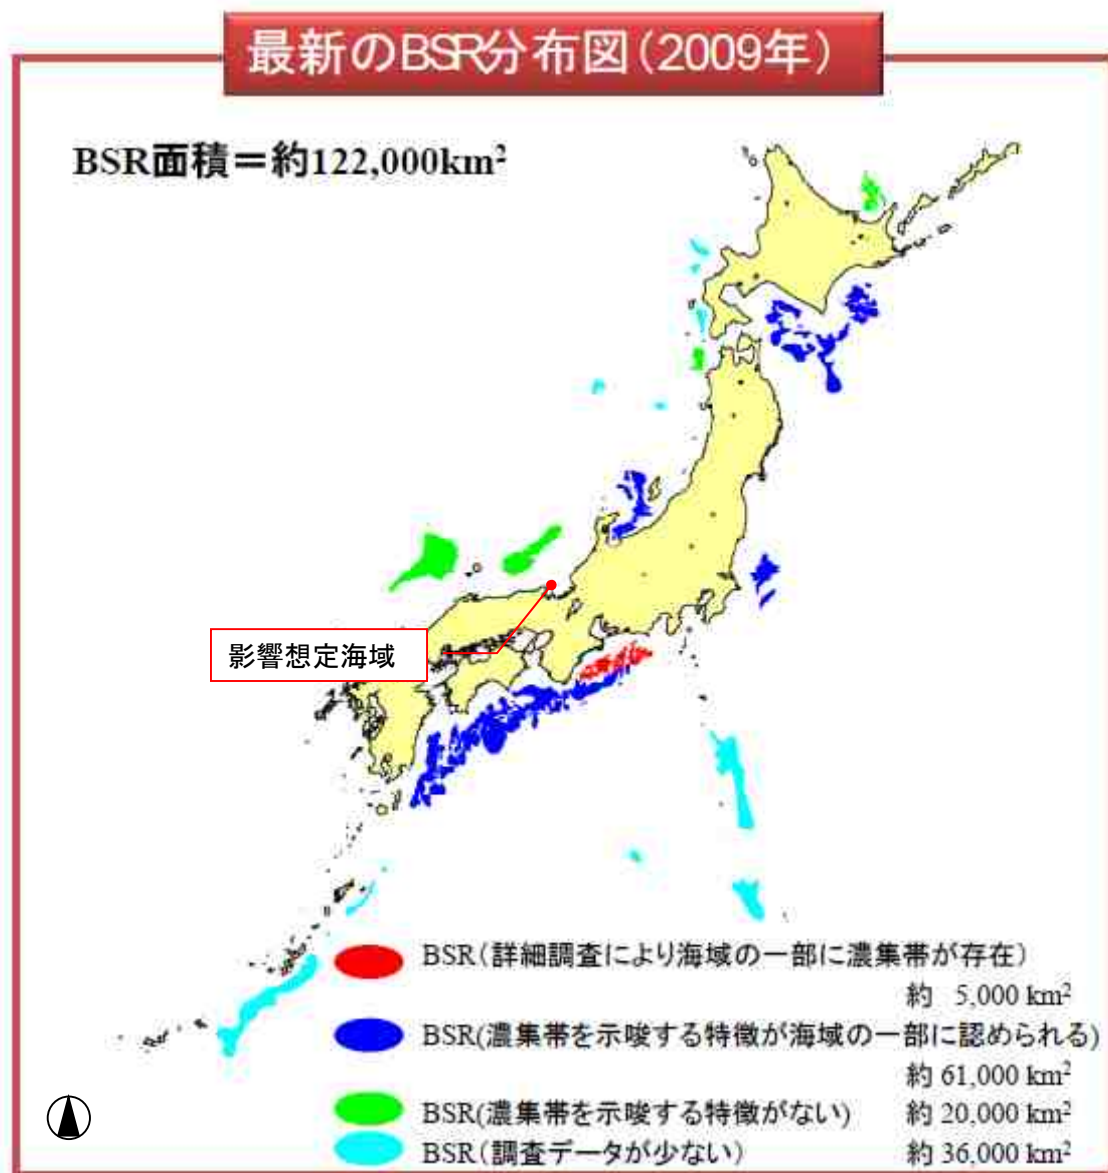 最新のBSR分布図(2009年)
BSR面積=約122,000km²
影響想定海域
BSR(詳細調査により海域の一部に濃集帯が存在)
約 5,000 km²
BSR(濃集帯を示唆する特徴が海域の一部に認められる)
約 61,000 km²
BSR(濃集帯を示唆する特徴がない) 約 20,000 km²
BSR(調査データが少ない) 約 36,000 km²